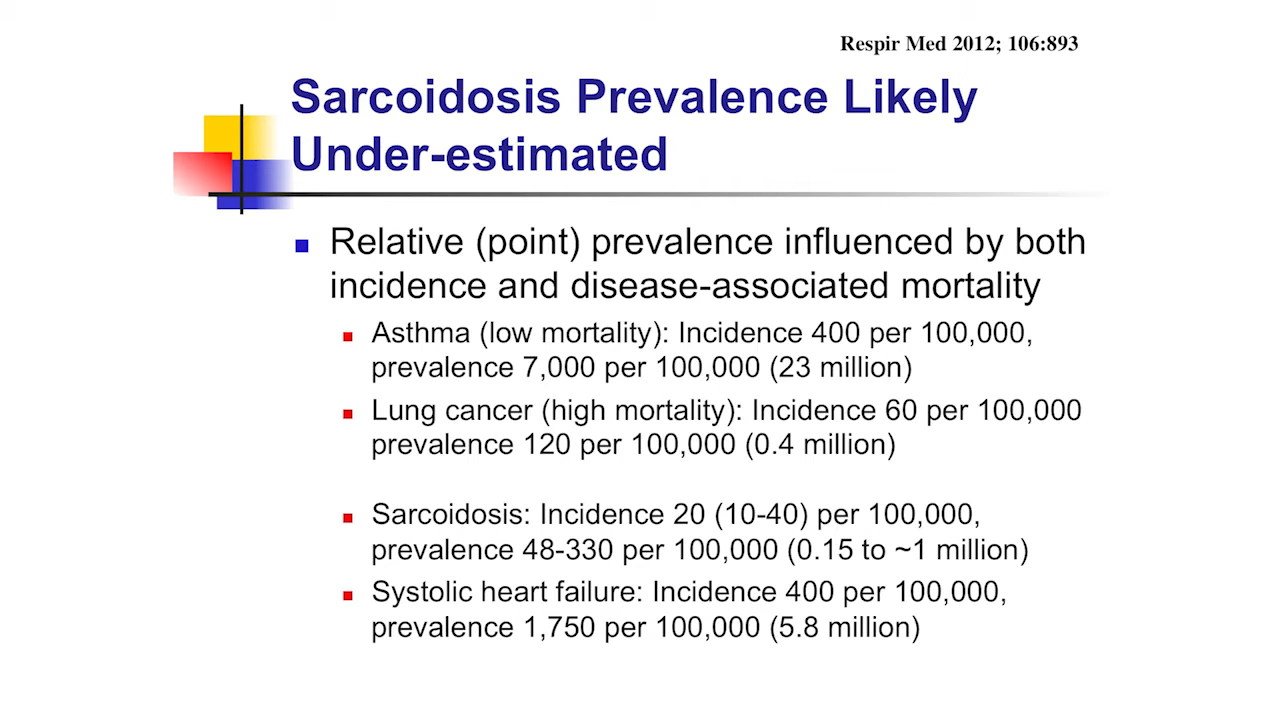 Respir Med 2012; 106:893
Sarcoidosis Prevalence Likely
Under-estimated
Relative (point) prevalence influenced by both
incidence and disease-associated mortality
Asthma (low mortality): Incidence 400 per 100,000,
prevalence 7,000 per 100,000 (23 million)
Lung cancer (high mortality): Incidence 60 per 100,000
prevalence 120 per 100,000 (0.4 million)
Sarcoidosis: Incidence 20 (10-40) per 100,000,
prevalence 48-330 per 100,000 (0.15 to ~1 million)
Systolic heart failure: Incidence 400 per 100,000,
prevalence 1,750 per 100,000 (5.8 million)